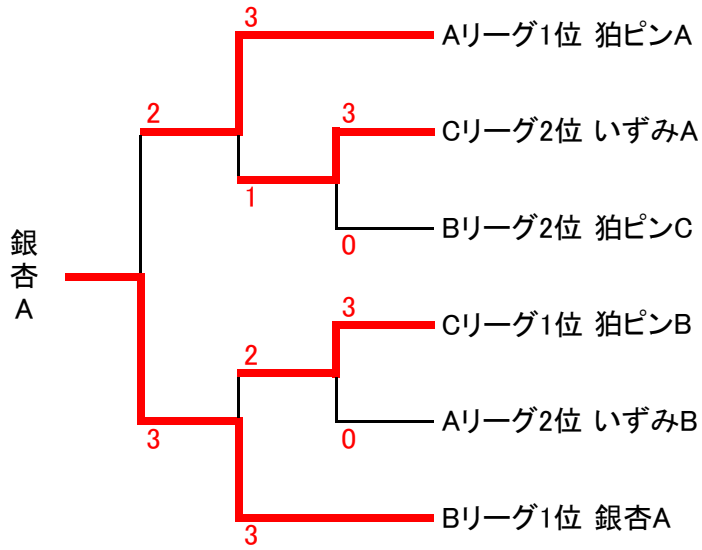 3
Aリーグ1位 狛ピンA
2
3
Cリーグ2位 いずみA
1
0
Bリーグ2位 狛ピンC
銀杏A
3
Cリーグ1位 狛ピンB
2
3
0
Aリーグ2位 いずみB
3
Bリーグ1位 銀杏A